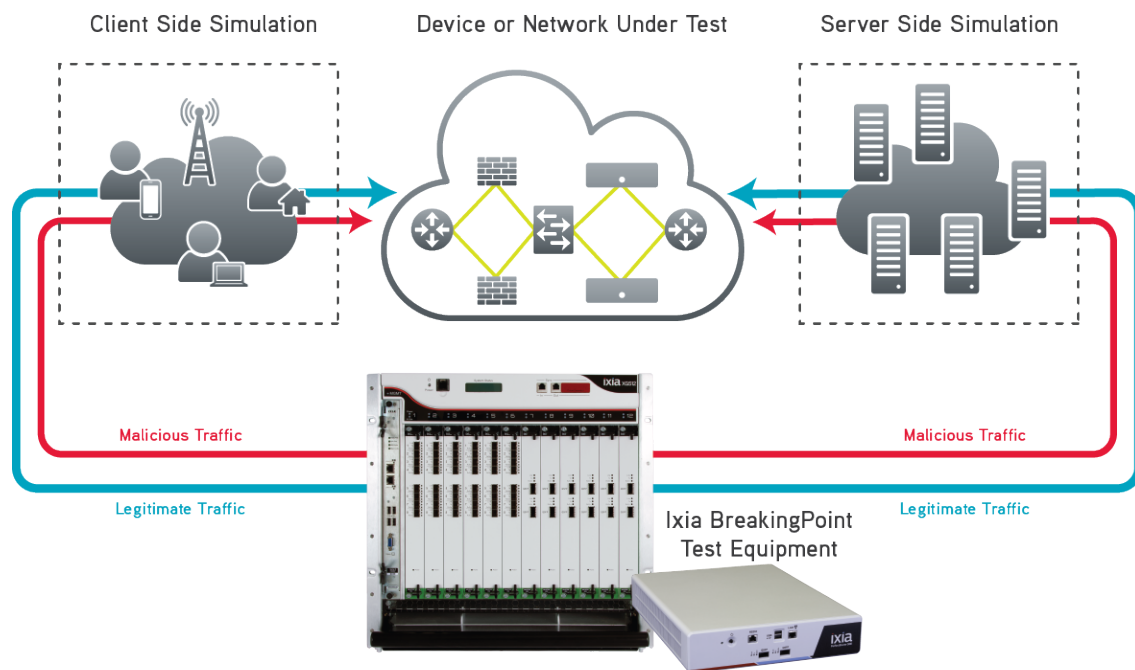 Client Side Simulation
Device or Network Under Test
Server Side Simulation
ixia
Malicious Traffic
Malicious Traffic
Legitimate Traffic
Legitimate Traffic
Ixia BreakingPoint
Test Equipment
ixia